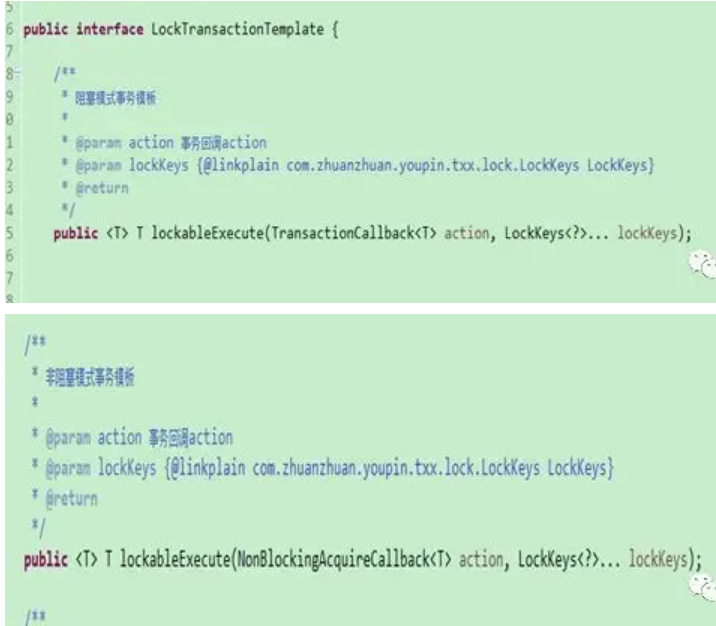 5
6 public interface LockTransactionTemplate {
7
8 /**
9 * 阻塞模式事务模板
0 *
1 * @param action 事务回调action
2 * @param lockKeys {@linkplain com.zhuanzhuan.youpin.txx.lock.LockKeys LockKeys}
3 * @return
4 */
5 public <T> T lockableExecute(TransactionCallback<T> action, LockKeys<?>... lockKeys);
6
7
8
/**
* 非阻塞模式事务模板
*
* @param action 事务回调action
* @param lockKeys {@linkplain com.zhuanzhuan.youpin.txx.lock.LockKeys LockKeys}
* @return
*/
public <T> T lockableExecute(NonBlockingAcquireCallback<T> action, LockKeys<?>... lockKeys);
/**